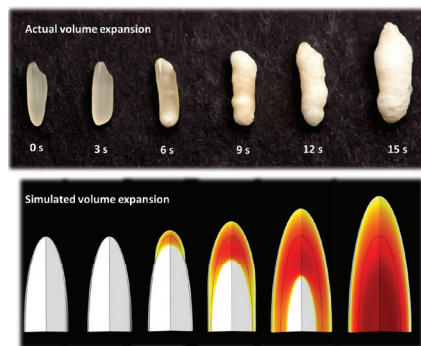 Actual volume expansion
0 s
3 s
6 s
9 s
12 s
15 s
Simulated volume expansion